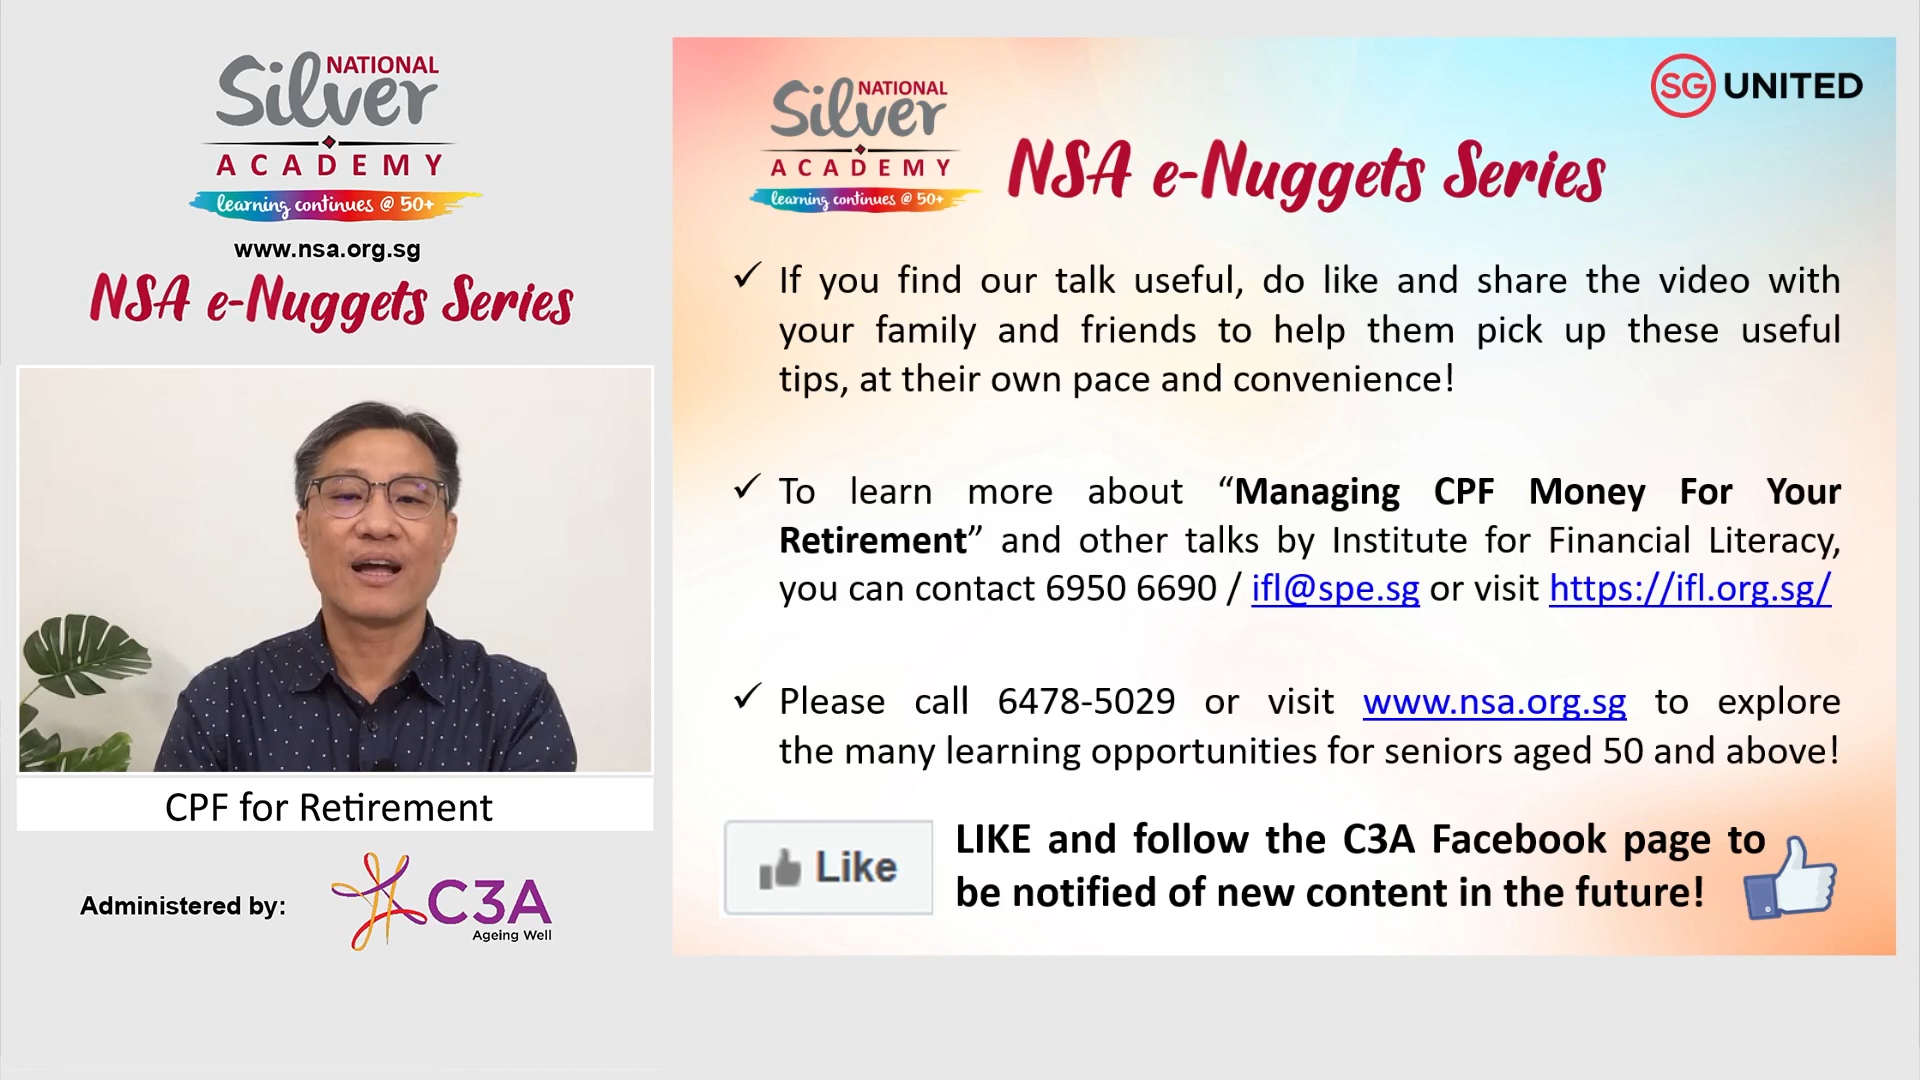 NATIONAL
Silver
ACADEMY
learning continues @ 50+
www.nsa.org.sg
NSA e-Nuggets Series
CPF for Retirement
Administered by:
C3A
Ageing Well
NATIONAL
Silver
ACADEMY
learning continues @ 50+
NSA e-Nuggets Series
SG UNITED
✓ If you find our talk useful, do like and share the video with
your family and friends to help them pick up these useful
tips, at their own pace and convenience!
✓ To learn more about “Managing CPF Money For Your
Retirement” and other talks by Institute for Financial Literacy,
you can contact 6950 6690 / ifl@spe.sg or visit https://ifl.org.sg/
✓ Please call 6478-5029 or visit www.nsa.org.sg to explore
the many learning opportunities for seniors aged 50 and above!
Like
LIKE and follow the C3A Facebook page to
be notified of new content in the future!